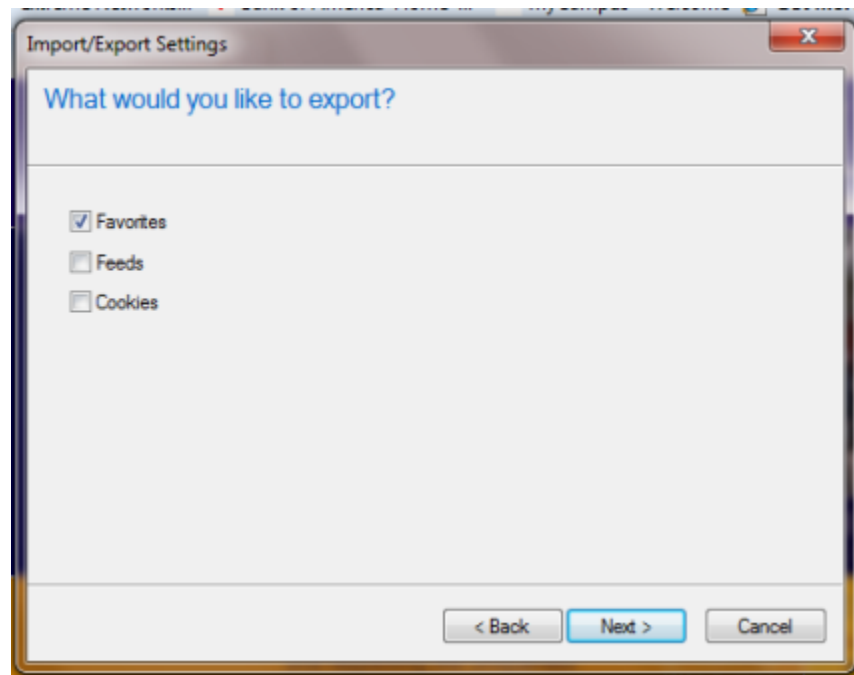 Import/Export Settings
What would you like to export?
Favorites
Feeds
Cookies
< Back Next > Cancel